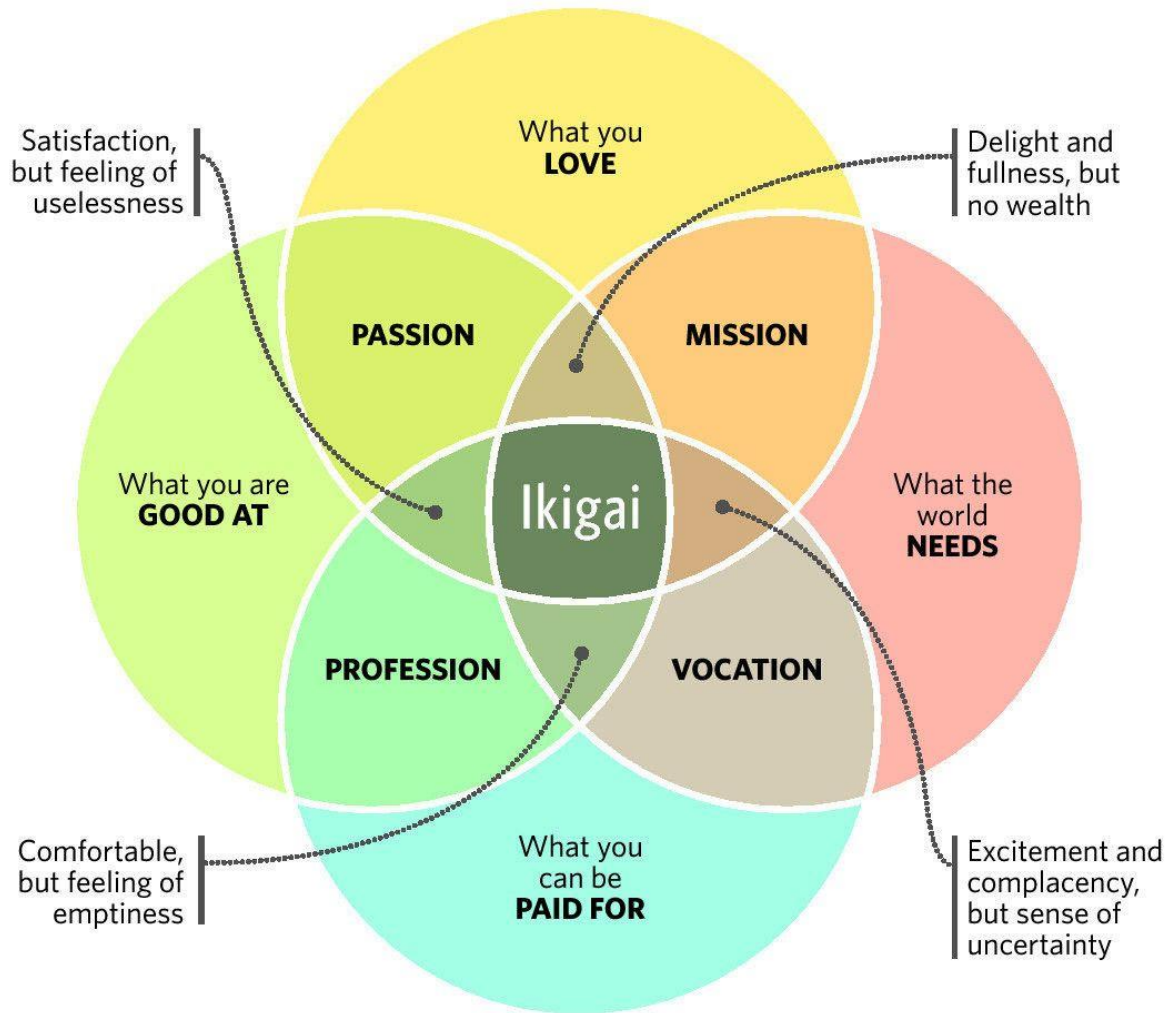 What you
LOVE
Satisfaction,
but feeling of
uselessness
Delight and
fullness, but
no wealth
PASSION
MISSION
What you are
GOOD AT
Ikigai
What the
world
NEEDS
PROFESSION
VOCATION
What you
can be
PAID FOR
Comfortable,
but feeling of
emptiness
Excitement and
complacency,
but sense of
uncertainty